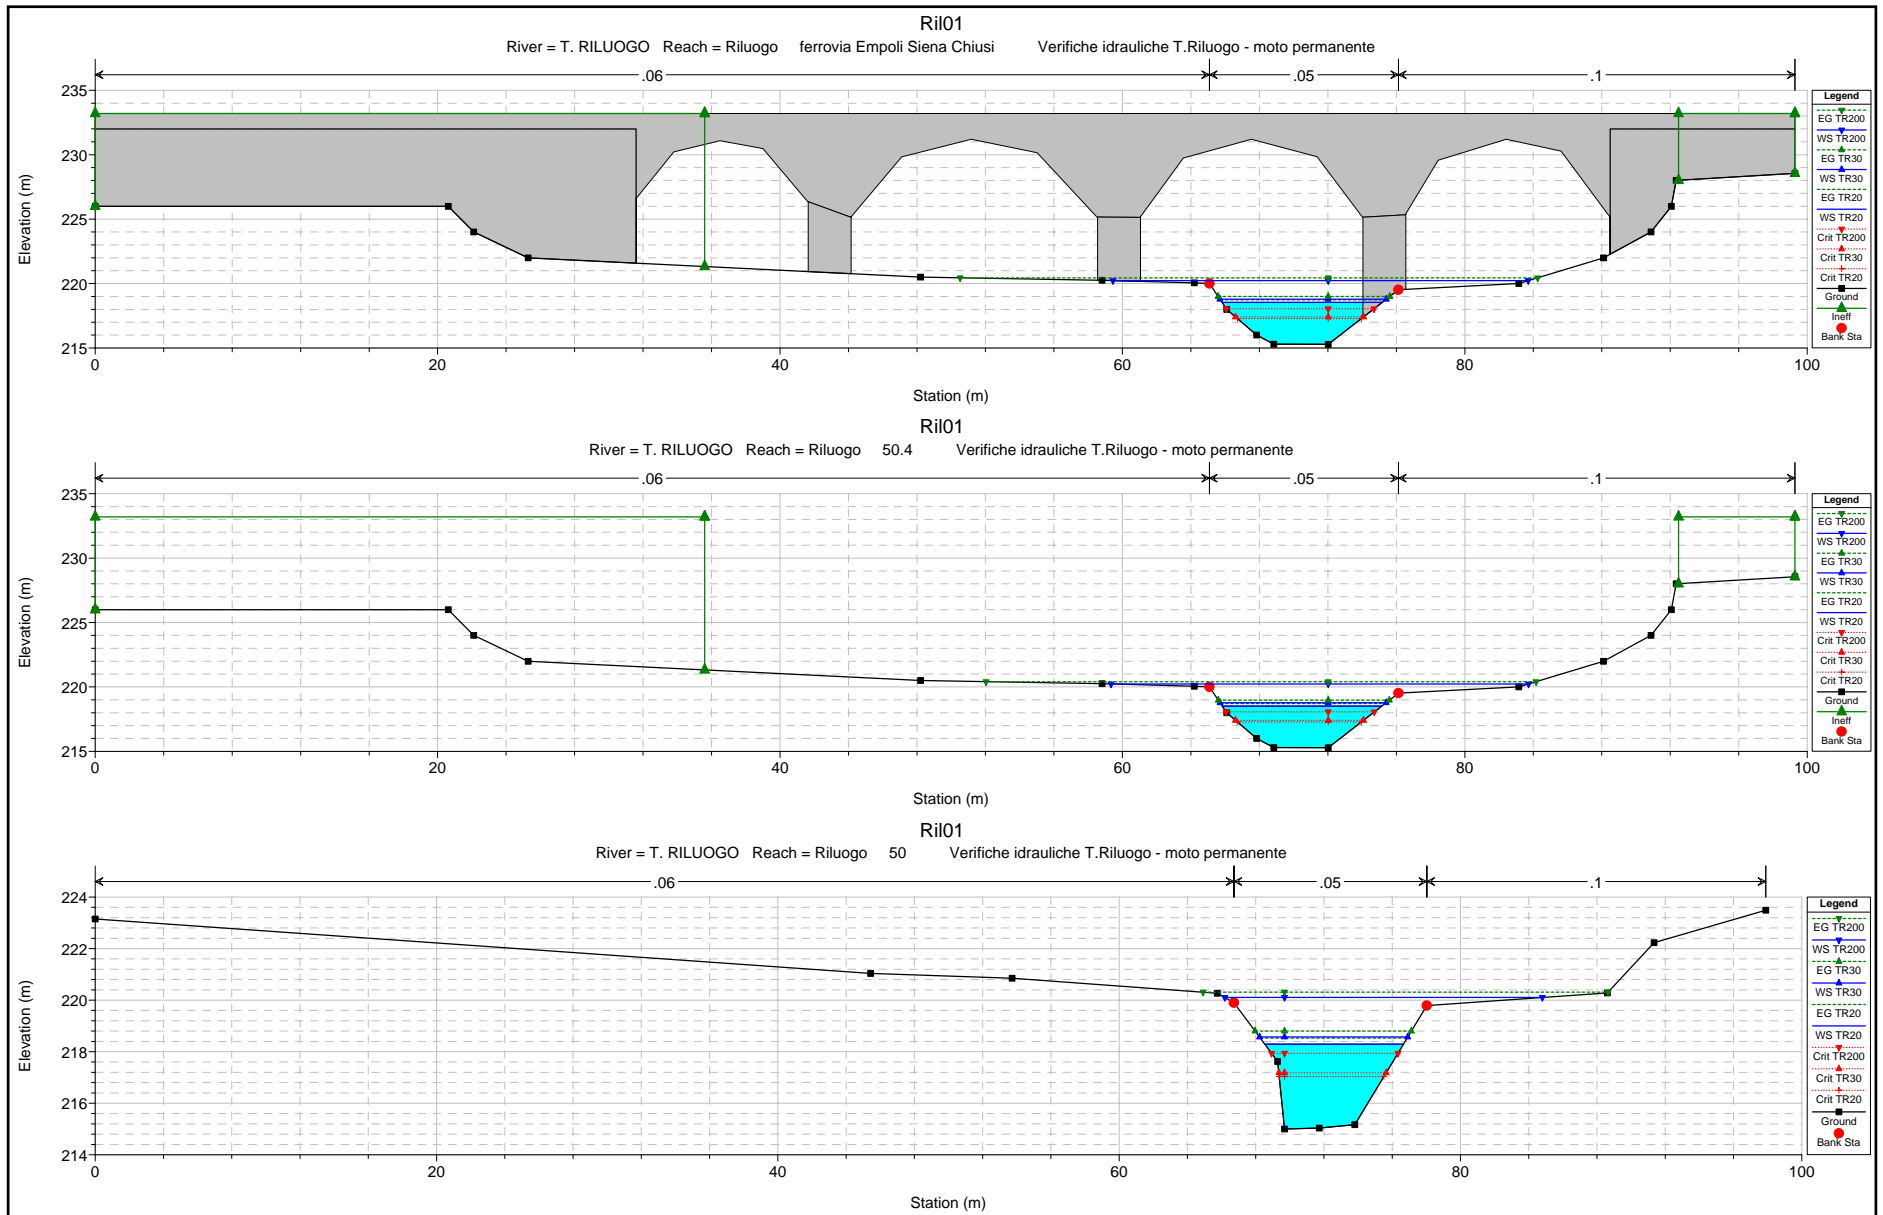 Ril01
River = T. RILUOGO   Reach = Riluogo   ferrovia Empoli Siena Chiusi   Verifiche idrauliche T.Riluogo - moto permanente
.06 .05 .1
235
230
225
220
215
Elevation (m)
0 20 40 60 80 100
Station (m)
Legend
EG TR200
WS TR200
EG TR30
WS TR30
EG TR20
WS TR20
Crit TR200
Crit TR30
Crit TR20
Ground
Ineff
Bank Sta
Ril01
River = T. RILUOGO   Reach = Riluogo   50.4   Verifiche idrauliche T.Riluogo - moto permanente
.06 .05 .1
235
230
225
220
215
Elevation (m)
0 20 40 60 80 100
Station (m)
Legend
EG TR200
WS TR200
EG TR30
WS TR30
EG TR20
WS TR20
Crit TR200
Crit TR30
Crit TR20
Ground
Ineff
Bank Sta
Ril01
River = T. RILUOGO   Reach = Riluogo   50   Verifiche idrauliche T.Riluogo - moto permanente
.06 .05 .1
224
222
220
218
216
214
Elevation (m)
0 20 40 60 80 100
Station (m)
Legend
EG TR200
WS TR200
EG TR30
WS TR30
EG TR20
WS TR20
Crit TR200
Crit TR30
Crit TR20
Ground
Bank Sta